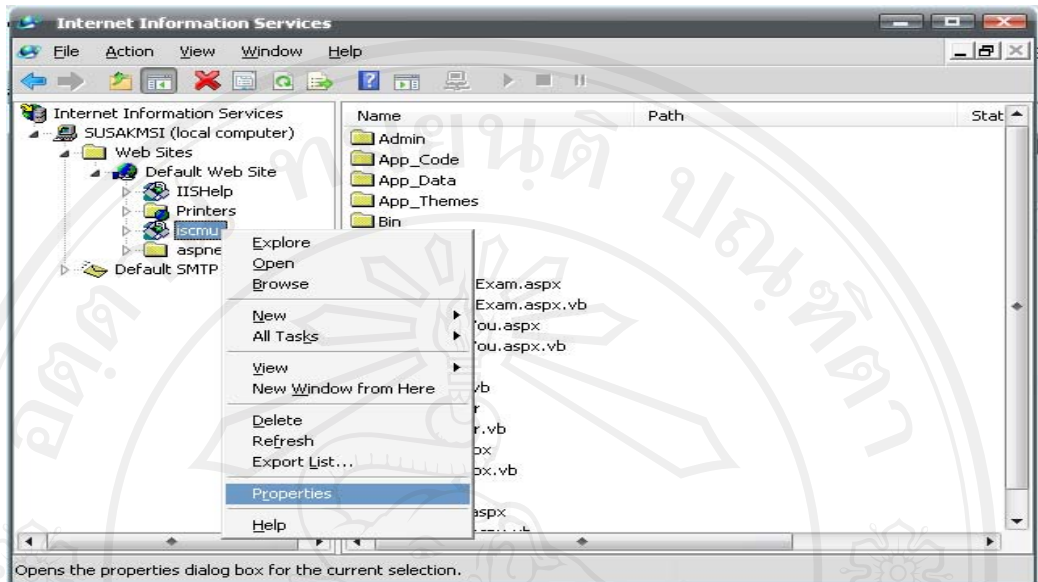 Internet Information Services
File Action View Window Help
Internet Information Services
SUSAKMSI (local computer)
Web Sites
Default Web Site
IISHelp
Printers
iscmu
aspne
Default SMTP
Name Path Stat
Admin
App_Code
App_Data
App_Themes
Bin
Exam.aspx
Exam.aspx.vb
ou.aspx
ou.aspx.vb
vb
r
r.vb
px
px.vb
aspx
Explore
Open
Browse
New
All Tasks
View
New Window from Here
Delete
Refresh
Export List...
Properties
Help
Opens the properties dialog box for the current selection.